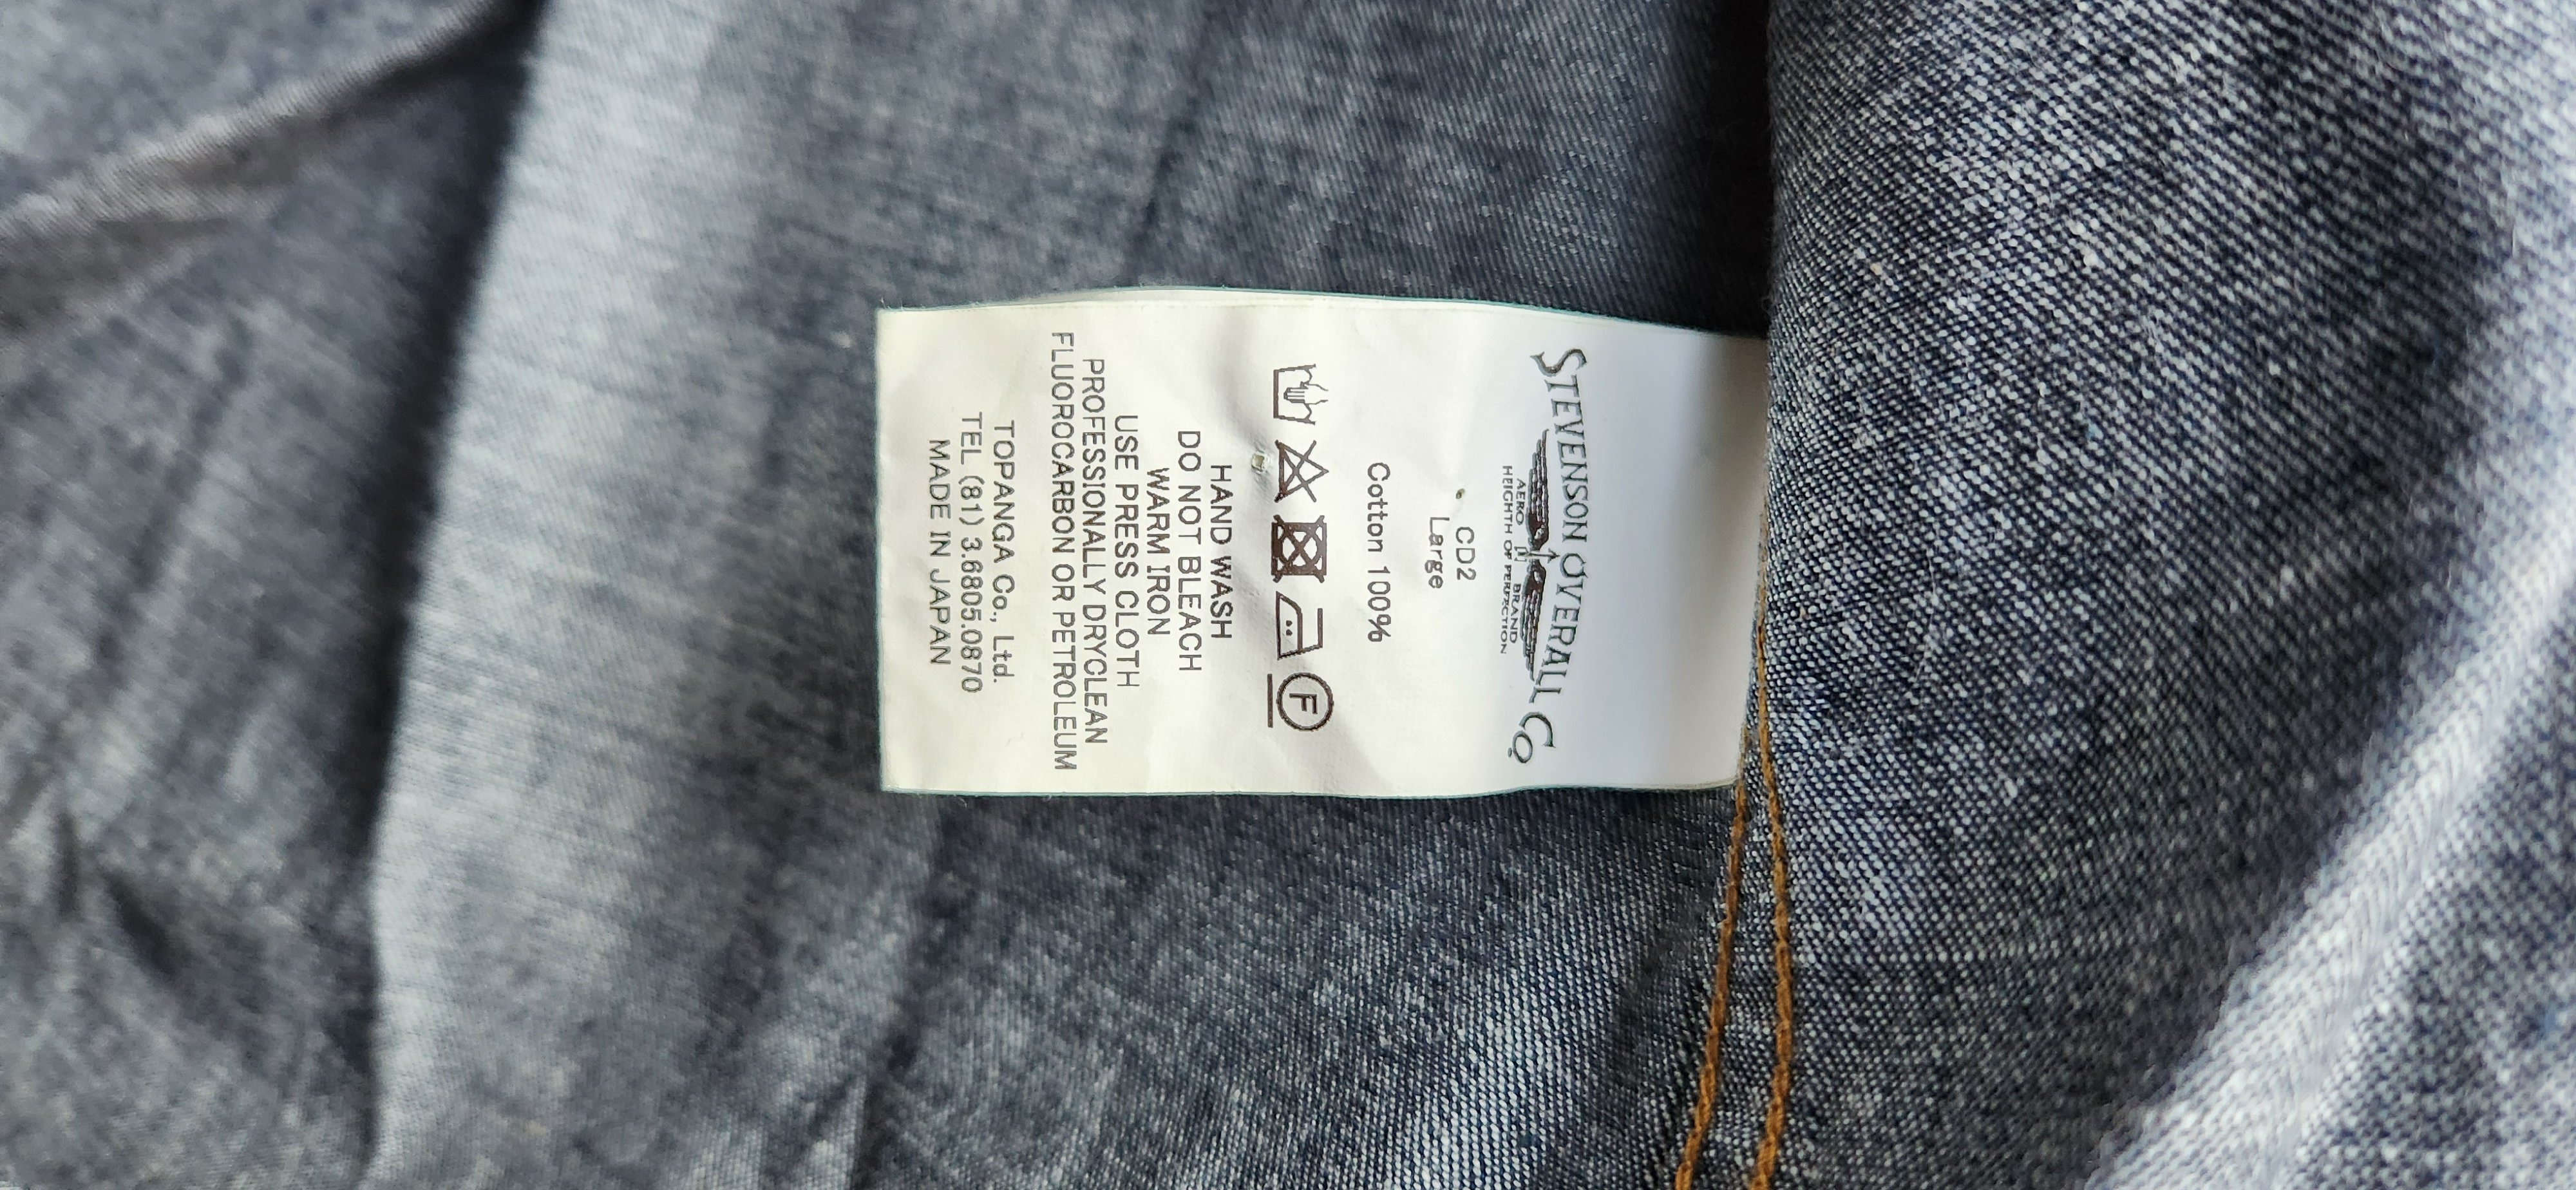 STEVENSON OVERALL Co
AERO BRAND
HEIGHTH OF PERFECTION
CD2
Large
Cotton 100%
F
HAND WASH
DO NOT BLEACH
WARM IRON
USE PRESS CLOTH
PROFESSIONALLY DRYCLEAN
FLUOROCARBON OR PETROLEUM
TOPANGA Co., Ltd.
TEL (81) 3.6805.0870
MADE IN JAPAN